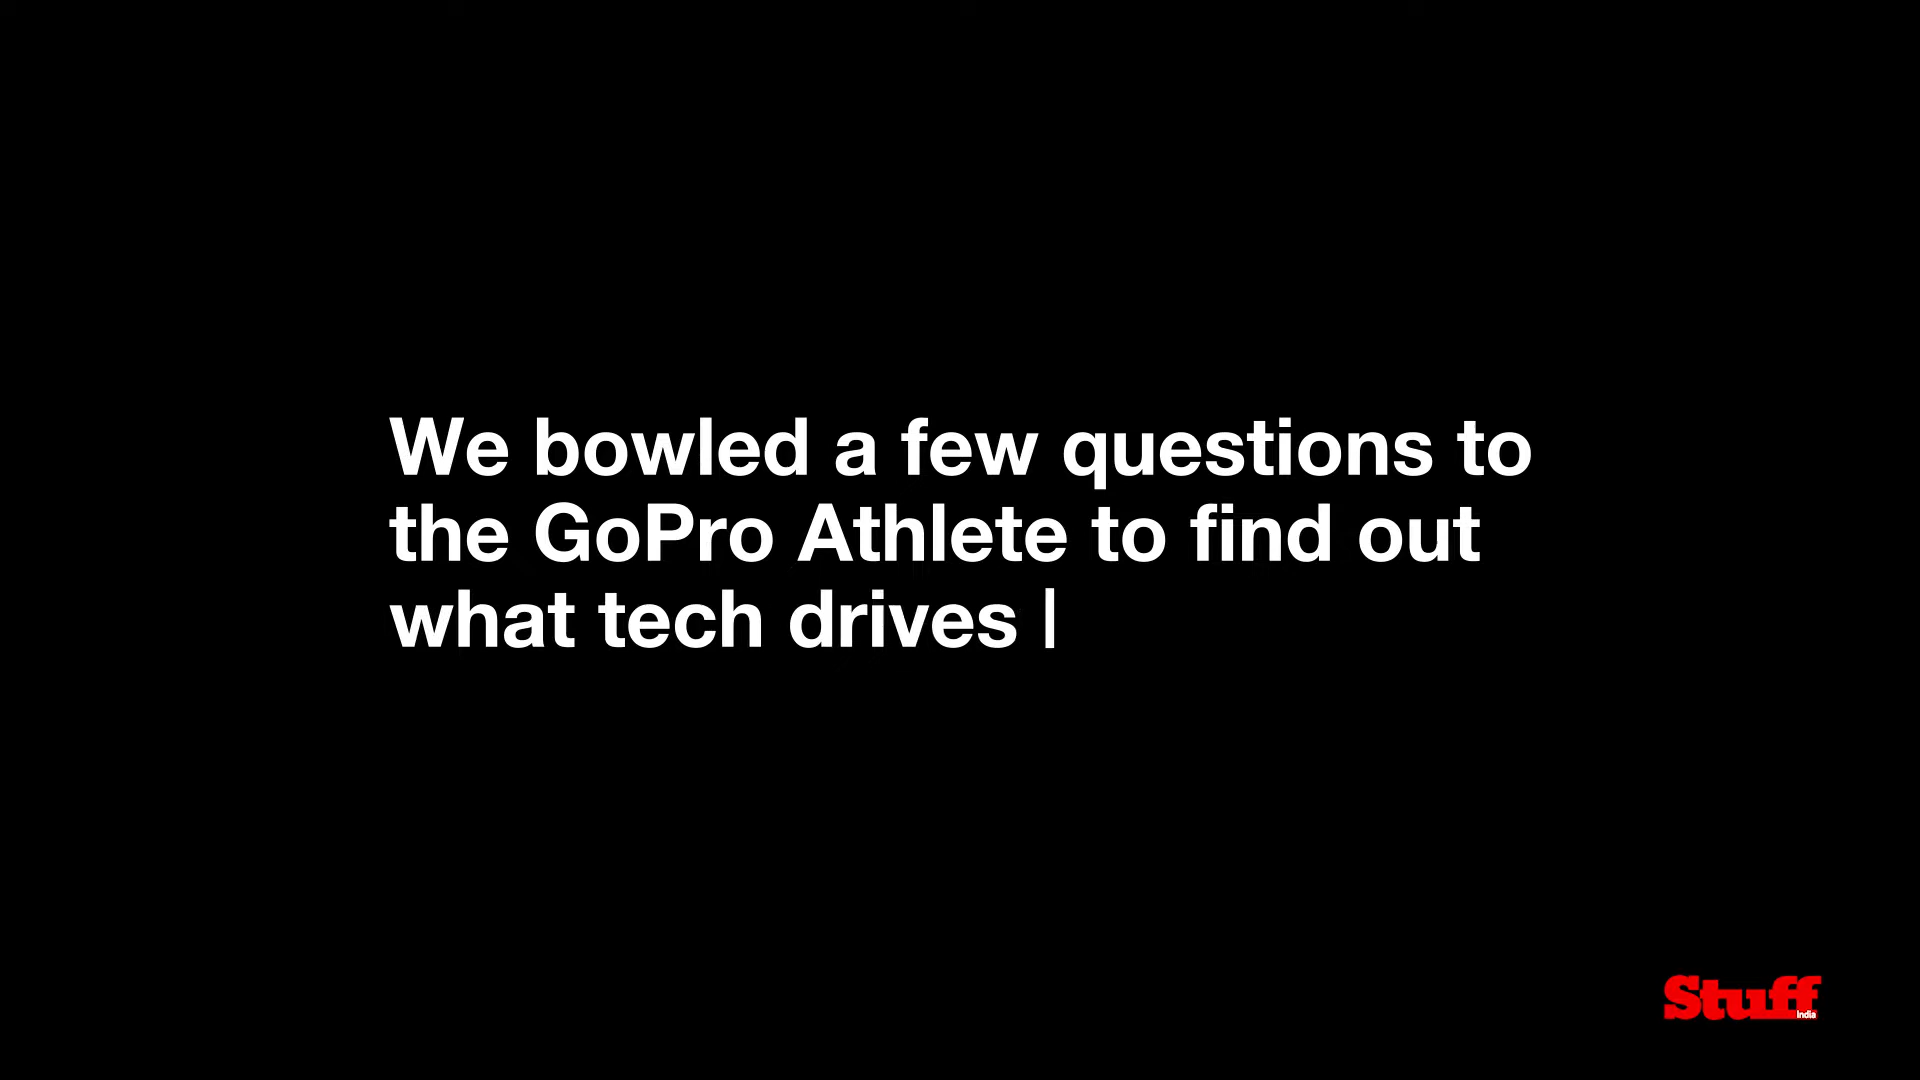 We bowled a few questions to
the GoPro Athlete to find out
what tech drives |
Stuff
India